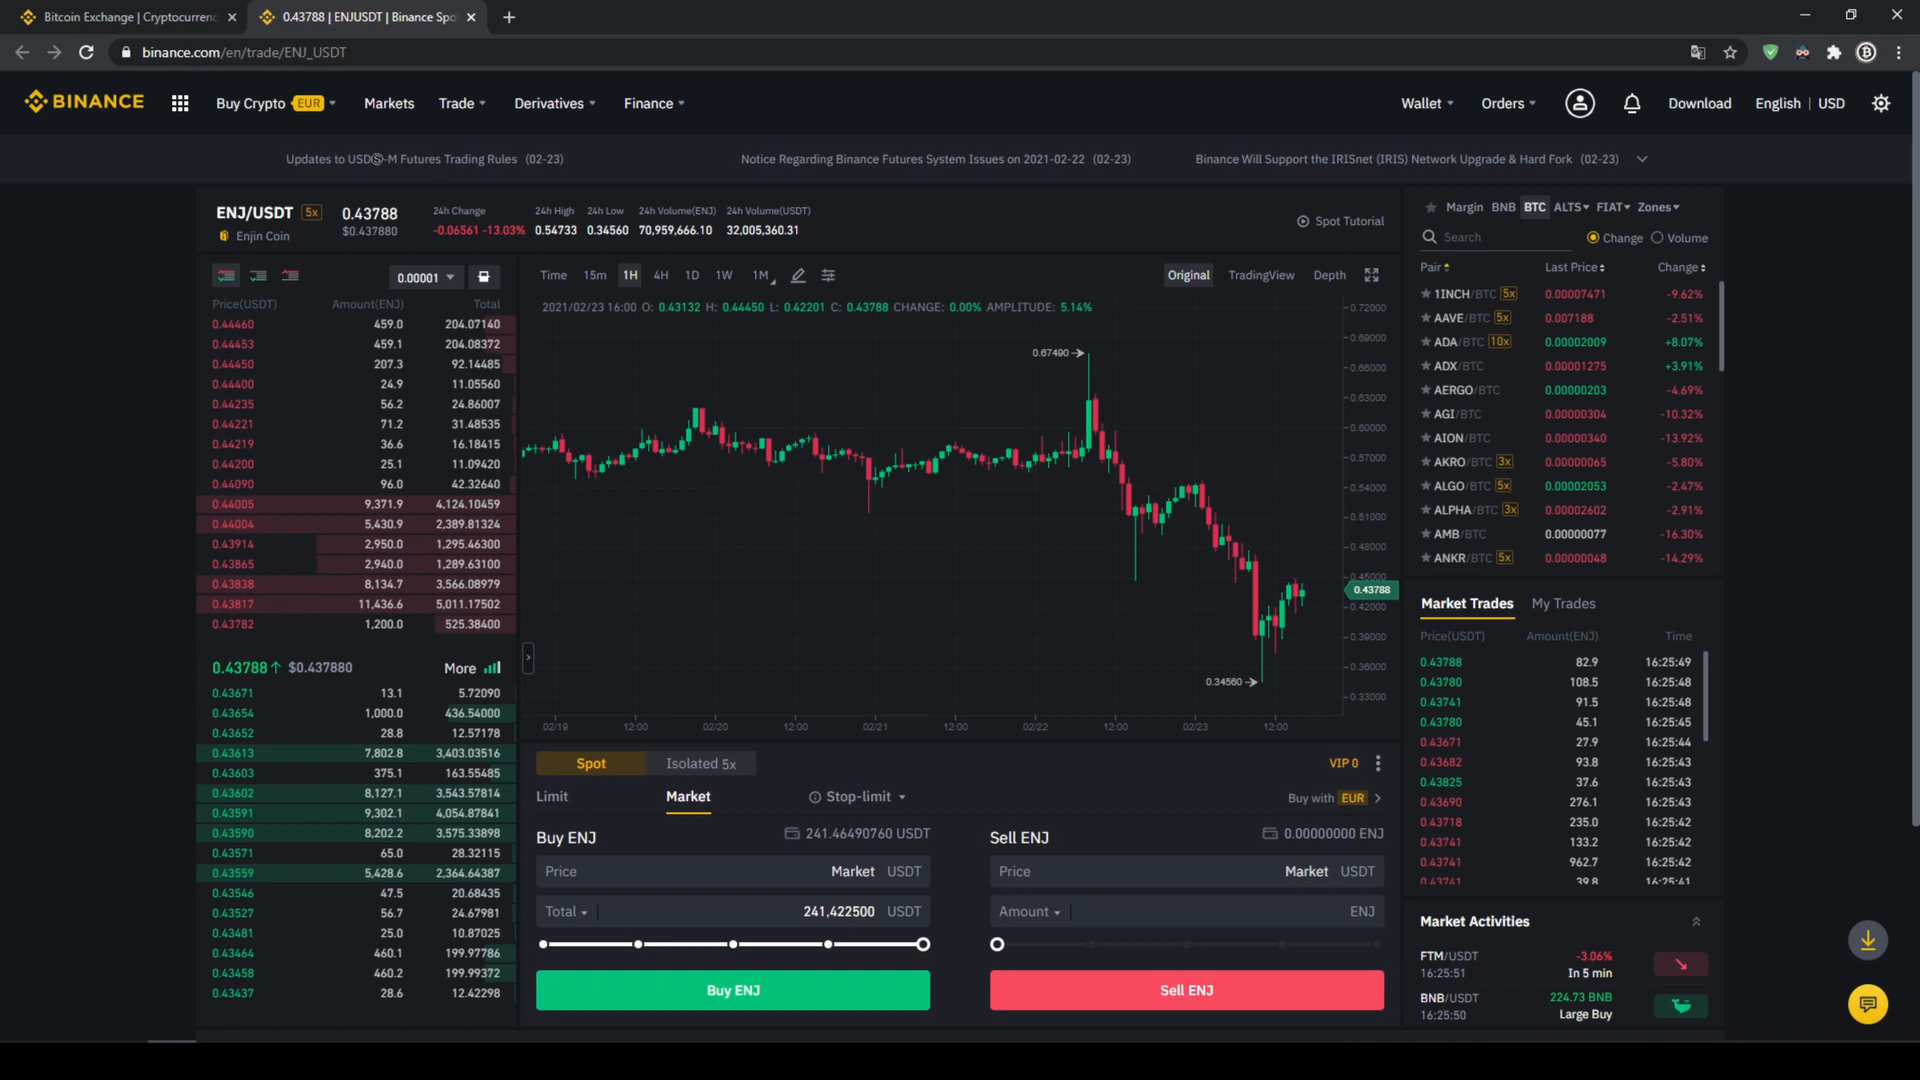 Bitcoin Exchange | Cryptocurrenc
0.43788 | ENJUSDT | Binance Spo
binance.com/en/trade/ENJ_USDT
BINANCE
Buy Crypto EUR Markets Trade Derivatives Finance
Wallet Orders Download English | USD
Updates to USDⓈ-M Futures Trading Rules (02-23)
Notice Regarding Binance Futures System Issues on 2021-02-22 (02-23)
Binance Will Support the IRISnet (IRIS) Network Upgrade & Hard Fork (02-23)
ENJ/USDT 5x
Enjin Coin
0.43788
$0.437880
24h Change
-0.06561 -13.03%
24h High
0.54733
24h Low
0.34560
24h Volume(ENJ)
70,959,666.10
24h Volume(USDT)
32,005,360.31
Spot Tutorial
0.00001
Price(USDT) Amount(ENJ) Total
0.44460 459.0 204.07140
0.44453 459.1 204.08372
0.44450 207.3 92.14485
0.44400 24.9 11.05560
0.44235 56.2 24.86007
0.44221 71.2 31.48535
0.44219 36.6 16.18415
0.44200 25.1 11.09420
0.44090 96.0 42.32640
0.44005 9,371.9 4,124.10459
0.44004 5,430.9 2,389.81324
0.43914 2,950.0 1,295.46300
0.43865 2,940.0 1,289.63100
0.43838 8,134.7 3,566.08979
0.43817 11,436.6 5,011.17502
0.43782 1,200.0 525.38400
0.43788↑ $0.437880 More
0.43671 13.1 5.72090
0.43654 1,000.0 436.54000
0.43652 28.8 12.57178
0.43613 7,802.8 3,403.03516
0.43603 375.1 163.55485
0.43602 8,127.1 3,543.57814
0.43591 9,302.1 4,054.87841
0.43590 8,202.2 3,575.33898
0.43571 65.0 28.32115
0.43559 5,428.6 2,364.64387
0.43546 47.5 20.68435
0.43527 56.7 24.67981
0.43481 25.0 10.87025
0.43464 460.1 199.97786
0.43458 460.2 199.99372
0.43437 28.6 12.42298
Time 15m 1H 4H 1D 1W 1M
Original TradingView Depth
2021/02/23 16:00 O: 0.43132 H: 0.44450 L: 0.42201 C: 0.43788 CHANGE: 0.00% AMPLITUDE: 5.14%
0.67490
0.34560
0.72000
0.69000
0.66000
0.63000
0.60000
0.57000
0.54000
0.51000
0.48000
0.45000
0.43788
0.42000
0.39000
0.36000
0.33000
02/19 12:00 02/20 12:00 02/21 12:00 02/22 12:00 02/23 12:00
Spot Isolated 5x
VIP 0
Limit Market Stop-limit
Buy with EUR
Buy ENJ 241.46490760 USDT
Price Market USDT
Total 241,422500 USDT
Buy ENJ
Sell ENJ 0.00000000 ENJ
Price Market USDT
Amount ENJ
Sell ENJ
Margin BNB BTC ALTS FIAT Zones
Search
Change Volume
Pair Last Price Change
1INCH/BTC 5x 0.00007471 -9.62%
AAVE/BTC 5x 0.007188 -2.51%
ADA/BTC 10x 0.00002009 +8.07%
ADX/BTC 0.00001275 +3.91%
AERGO/BTC 0.00000203 -4.69%
AGI/BTC 0.00000304 -10.32%
AION/BTC 0.00000340 -13.92%
AKRO/BTC 3x 0.00000065 -5.80%
ALGO/BTC 5x 0.00002053 -2.47%
ALPHA/BTC 3x 0.00002602 -2.91%
AMB/BTC 0.00000077 -16.30%
ANKR/BTC 5x 0.00000048 -14.29%
Market Trades My Trades
Price(USDT) Amount(ENJ) Time
0.43788 82.9 16:25:49
0.43780 108.5 16:25:48
0.43741 91.5 16:25:48
0.43780 45.1 16:25:45
0.43671 27.9 16:25:44
0.43682 93.8 16:25:43
0.43825 37.6 16:25:43
0.43690 276.1 16:25:43
0.43718 235.0 16:25:42
0.43741 133.2 16:25:42
0.43741 962.7 16:25:42
0.43741 39.8 16:25:41
Market Activities
FTM/USDT -3.06%
16:25:51 In 5 min
BNB/USDT 224.73 BNB
16:25:50 Large Buy